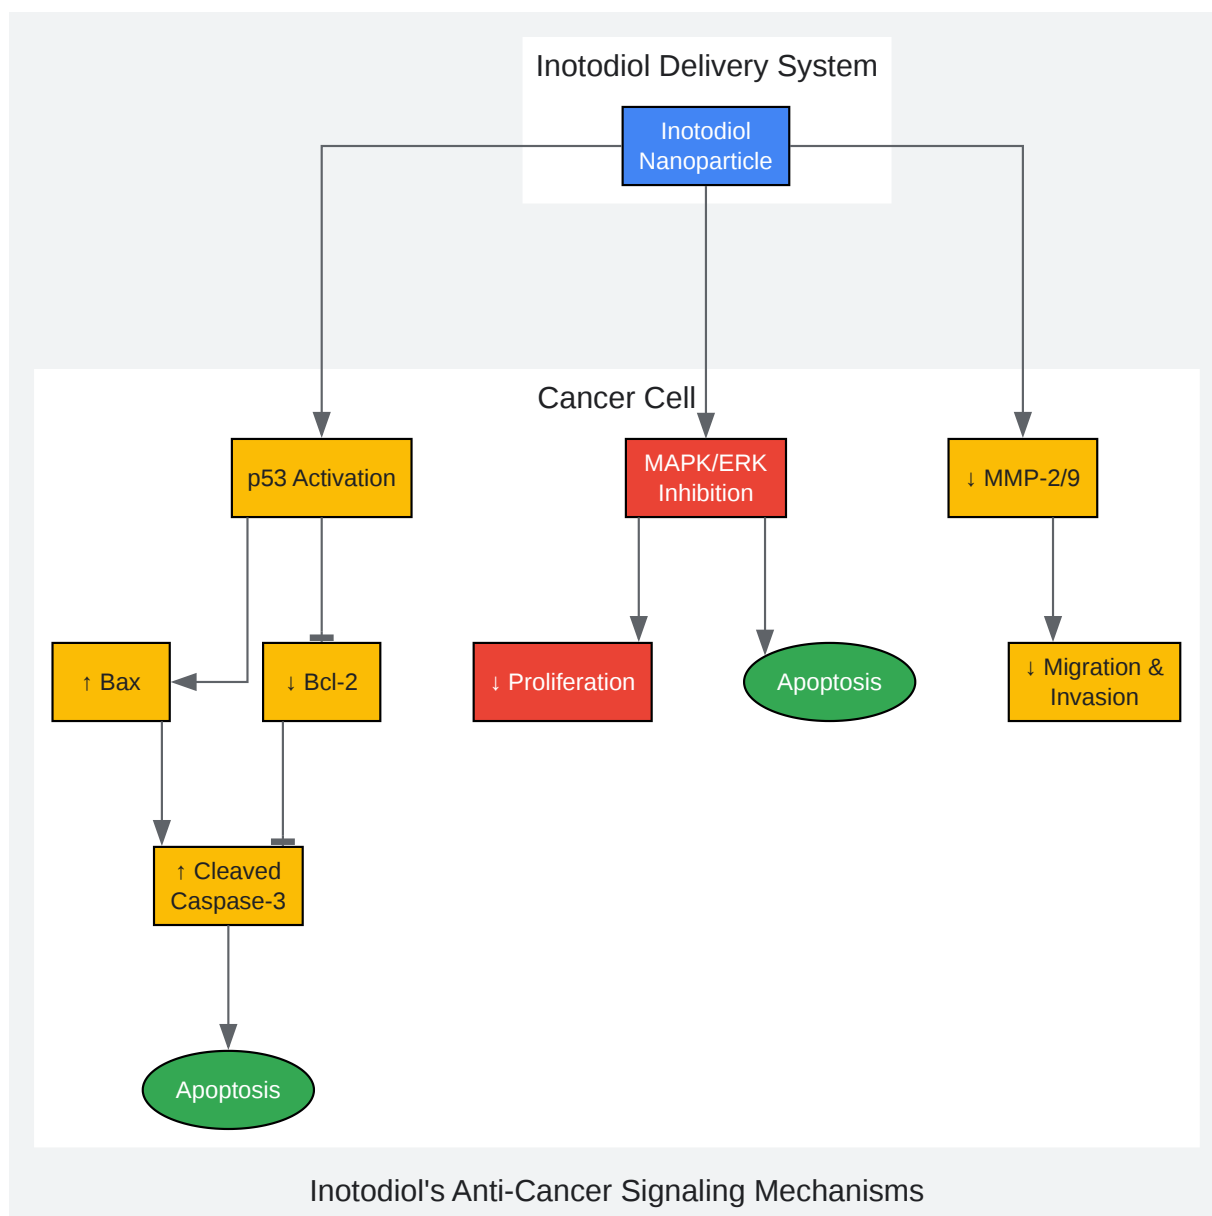 Inotodiol Delivery System
Inotodiol
Nanoparticle
Cancer Cell
p53 Activation
MAPK/ERK
Inhibition
↓ MMP-2/9
↑ Bax
↓ Bcl-2
↓ Proliferation
Apoptosis
↓ Migration &
Invasion
↑ Cleaved
Caspase-3
Apoptosis
Inotodiol's Anti-Cancer Signaling Mechanisms